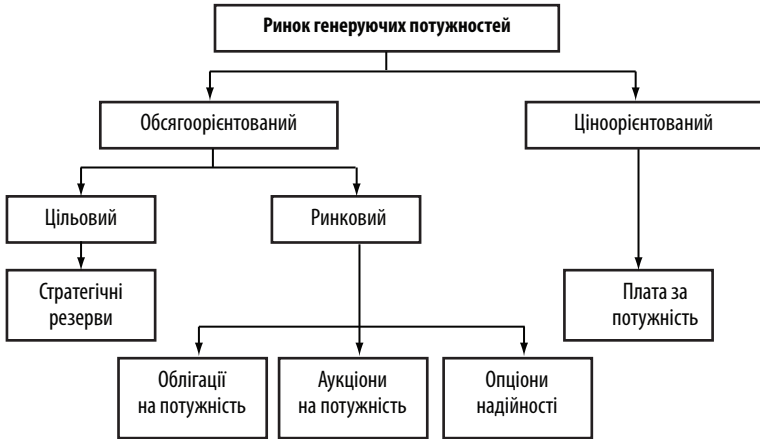 Ринок генеруючих потужностей
Обсягоорієнтований
Ціноорієнтований
Цільовий
Ринковий
Стратегічні
резерви
Плата за
потужність
Облігації
на потужність
Аукціони
на потужність
Опціони
надійності